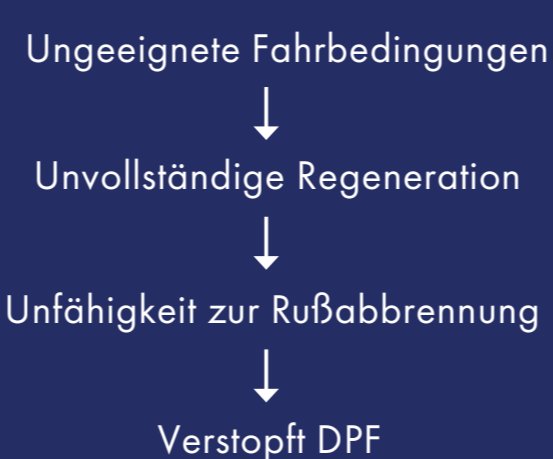 Ungeeignete Fahrbedingungen
Unvollständige Regeneration
Unfähigkeit zur Rußabbrennung
Verstopft DPF